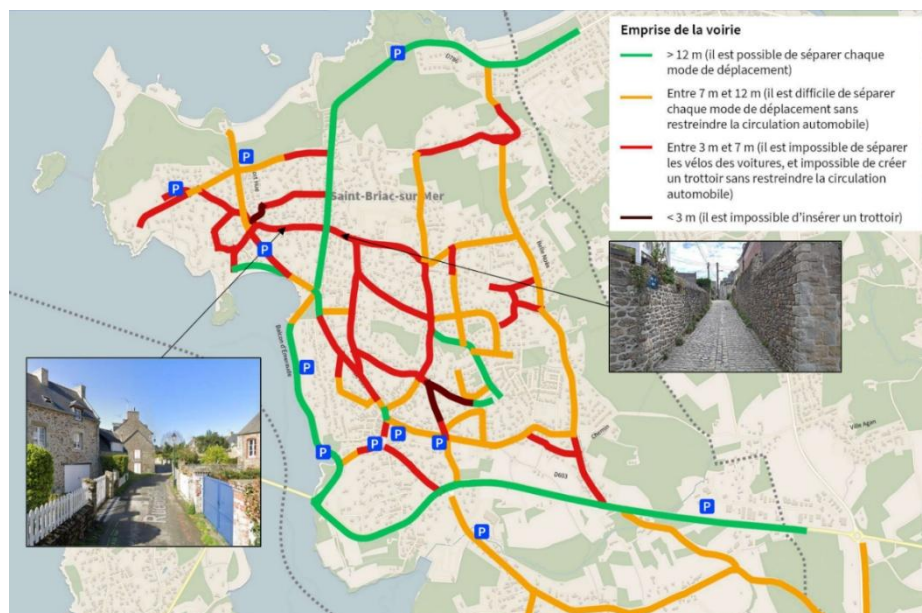 Emprise de la voirie
> 12 m (il est possible de séparer chaque
mode de déplacement)
Entre 7 m et 12 m (il est difficile de séparer
chaque mode de déplacement sans
restreindre la circulation automobile)
Entre 3 m et 7 m (il est impossible de séparer
les vélos des voitures, et impossible de créer
un trottoir sans restreindre la circulation
automobile)
< 3 m (il est impossible d'insérer un trottoir)
P
P
P
Saint-Briac-sur-Mer
P
P
P
P
P
P
P
P
Chemin
D603
Ville Agan